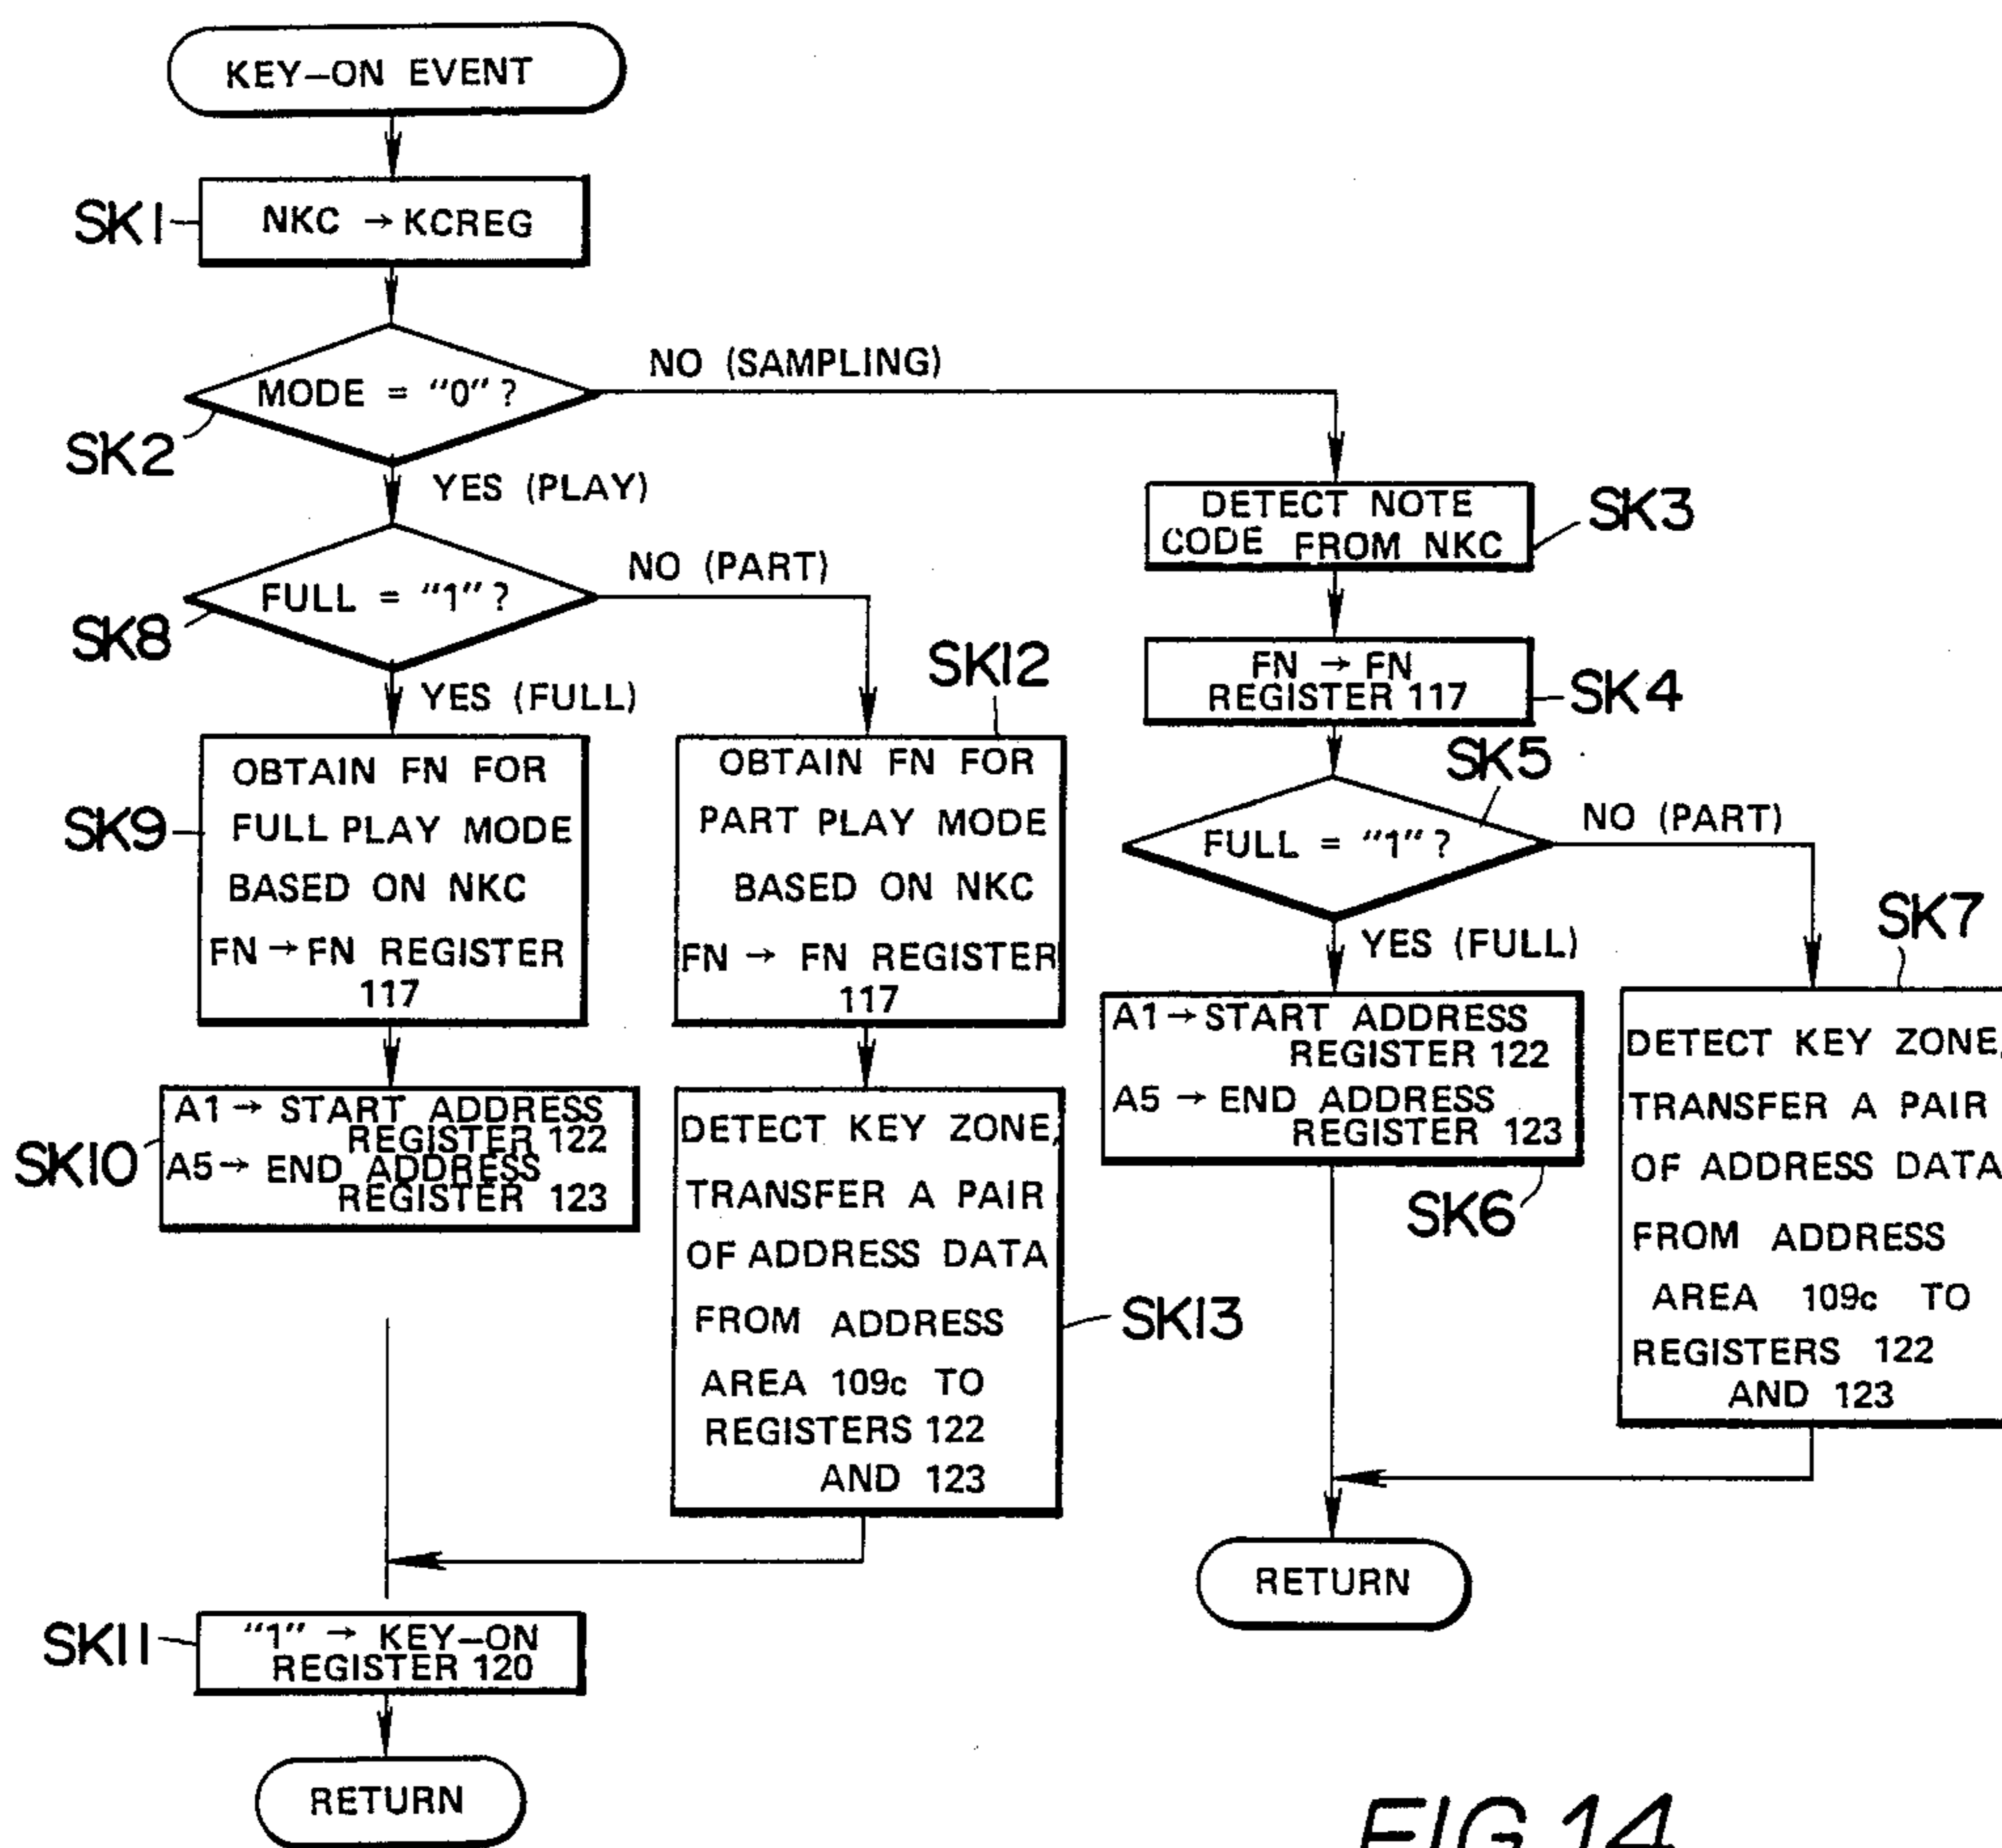 KEY-ON EVENT
SK1
NKC → KCREG
MODE = "0"?
SK2
NO (SAMPLING)
YES (PLAY)
FULL = "1"?
SK8
NO (PART)
YES (FULL)
SK9
OBTAIN FN FOR
FULL PLAY MODE
BASED ON NKC
FN → FN REGISTER
117
SK10
A1 → START ADDRESS
REGISTER 122
A5 → END ADDRESS
REGISTER 123
SK12
OBTAIN FN FOR
PART PLAY MODE
BASED ON NKC
FN → FN REGISTER
117
DETECT KEY ZONE,
TRANSFER A PAIR
OF ADDRESS DATA
FROM ADDRESS
AREA 109c TO
REGISTERS 122
AND 123
SK13
SK11
"1" → KEY-ON
REGISTER 120
RETURN
DETECT NOTE
CODE FROM NKC
SK3
FN → FN
REGISTER 117
SK4
SK5
FULL = "1"?
NO (PART)
YES (FULL)
A1 → START ADDRESS
REGISTER 122
A5 → END ADDRESS
REGISTER 123
SK6
SK7
DETECT KEY ZONE,
TRANSFER A PAIR
OF ADDRESS DATA
FROM ADDRESS
AREA 109c TO
REGISTERS 122
AND 123
RETURN
FIG.14